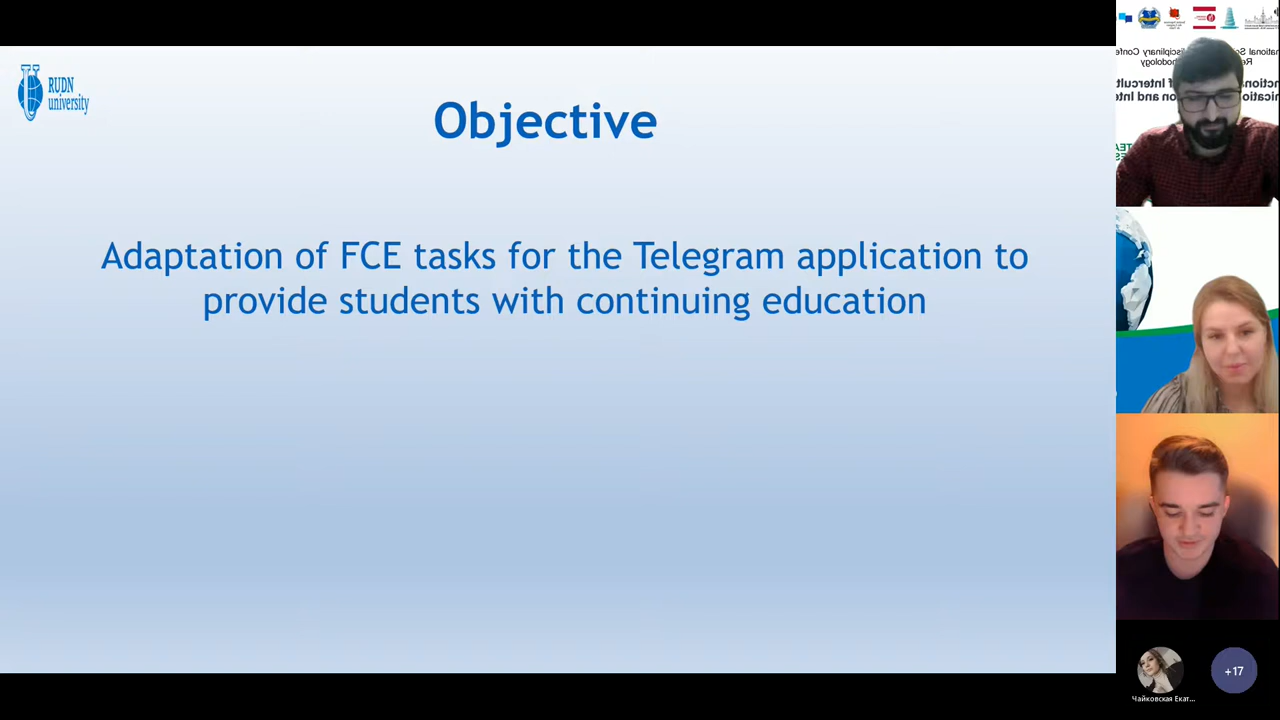 RUDN
university
Objective
Adaptation of FCE tasks for the Telegram application to
provide students with continuing education
Чайковская Екат...
+17